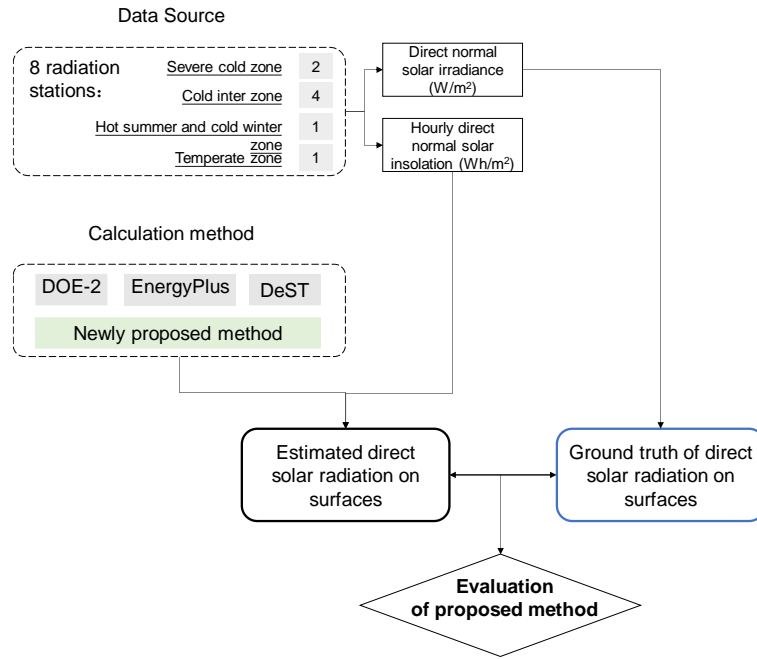 Data Source
8 radiation
stations：
Severe cold zone 2
Cold inter zone 4
Hot summer and cold winter
zone 1
Temperate zone 1
Direct normal
solar irradiance
(W/m²)
Hourly direct
normal solar
insolation (Wh/m²)
Calculation method
DOE-2 EnergyPlus DeST
Newly proposed method
Estimated direct
solar radiation on
surfaces
Ground truth of direct
solar radiation on
surfaces
Evaluation
of proposed method